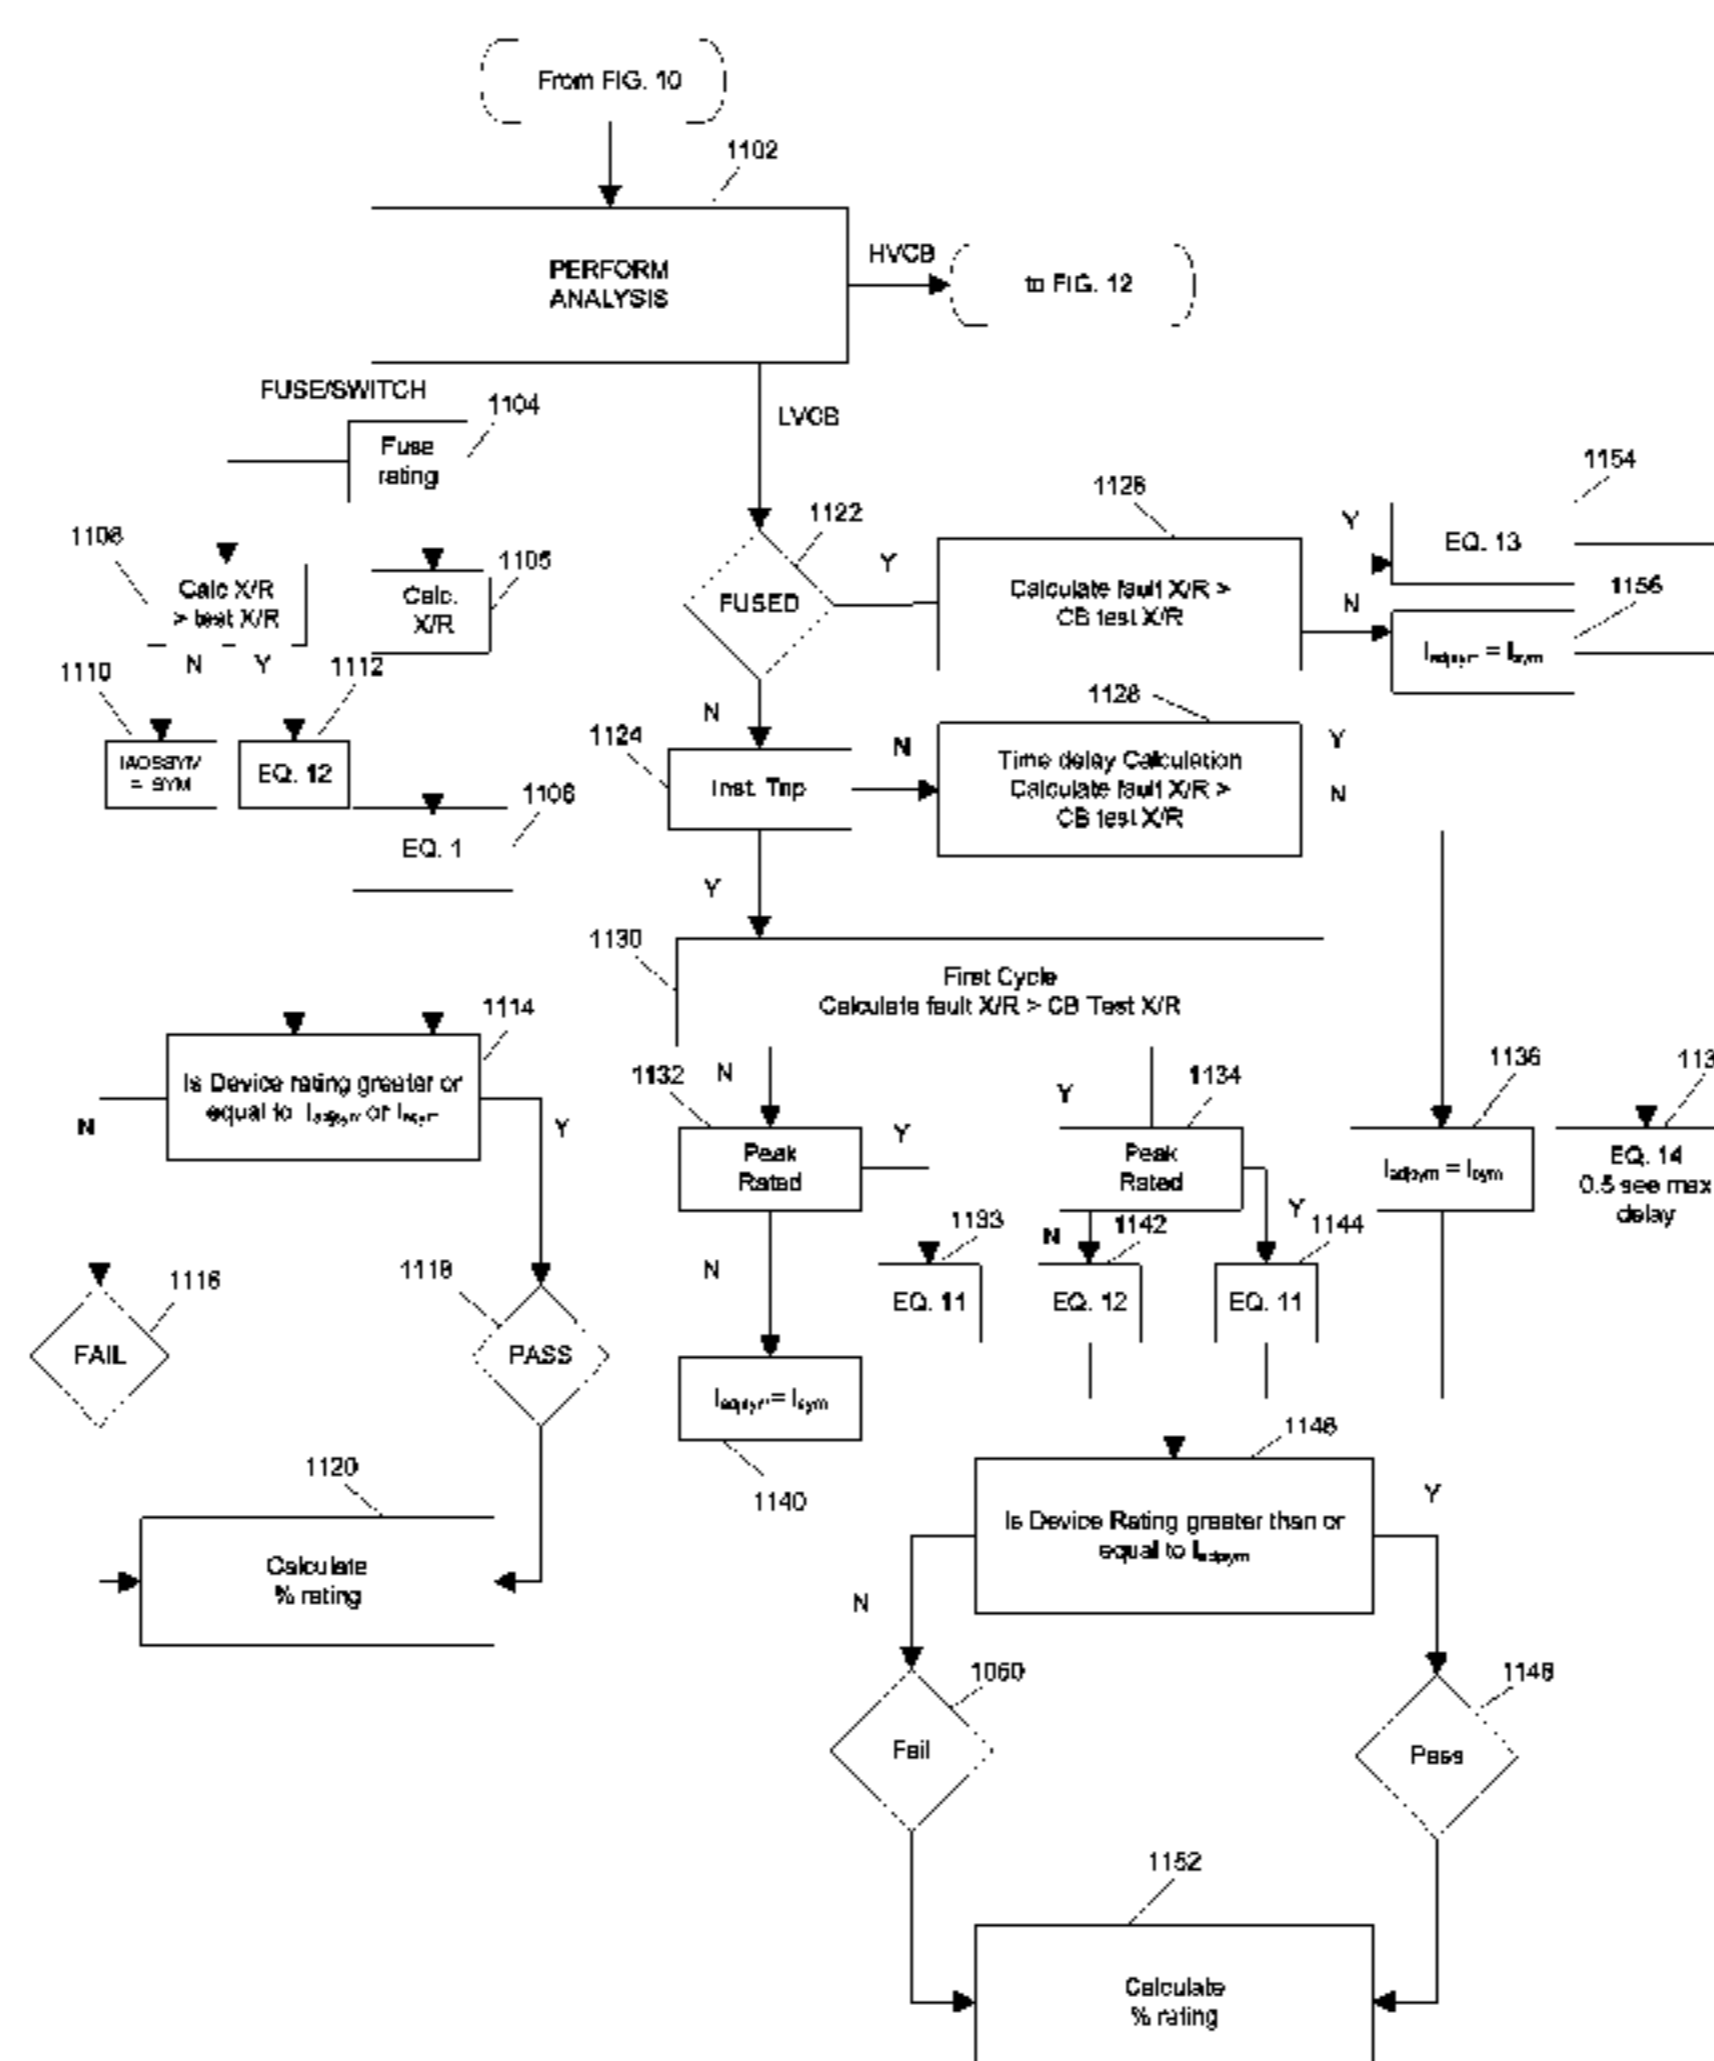 From FIG. 10
1102
PERFORM
ANALYSIS
HVCB
to FIG. 12
FUSE/SWITCH
1104
Fuse
rating
LVCB
1154
1126
1122
Y
EQ. 13
1108
Calc X/R
> test X/R
1105
Calc.
X/R
FUSED
Y
Calculate fault X/R >
CB test X/R
N
1156
N
Y
1110
1112
1128
N
1124
N
Inst. Trip
Time delay Calculation
Calculate fault X/R >
CB test X/R
Y
N
= SYM
EQ. 12
1106
EQ. 1
Y
1130
First Cycle
Calculate fault X/R > CB Test X/R
1114
Is Device rating greater or
equal to
N
Y
1132
N
Y
1134
1136
Peak
Rated
Y
Peak
Rated
EQ. 14
0.5 see max
delay
1133
N
1142
Y
1144
N
EQ. 11
EQ. 12
EQ. 11
1116
FAIL
1118
PASS
1140
1120
Calculate
% rating
1146
Is Device Rating greater than or
equal to
Y
N
1060
Fail
1148
Pass
1152
Calculate
% rating